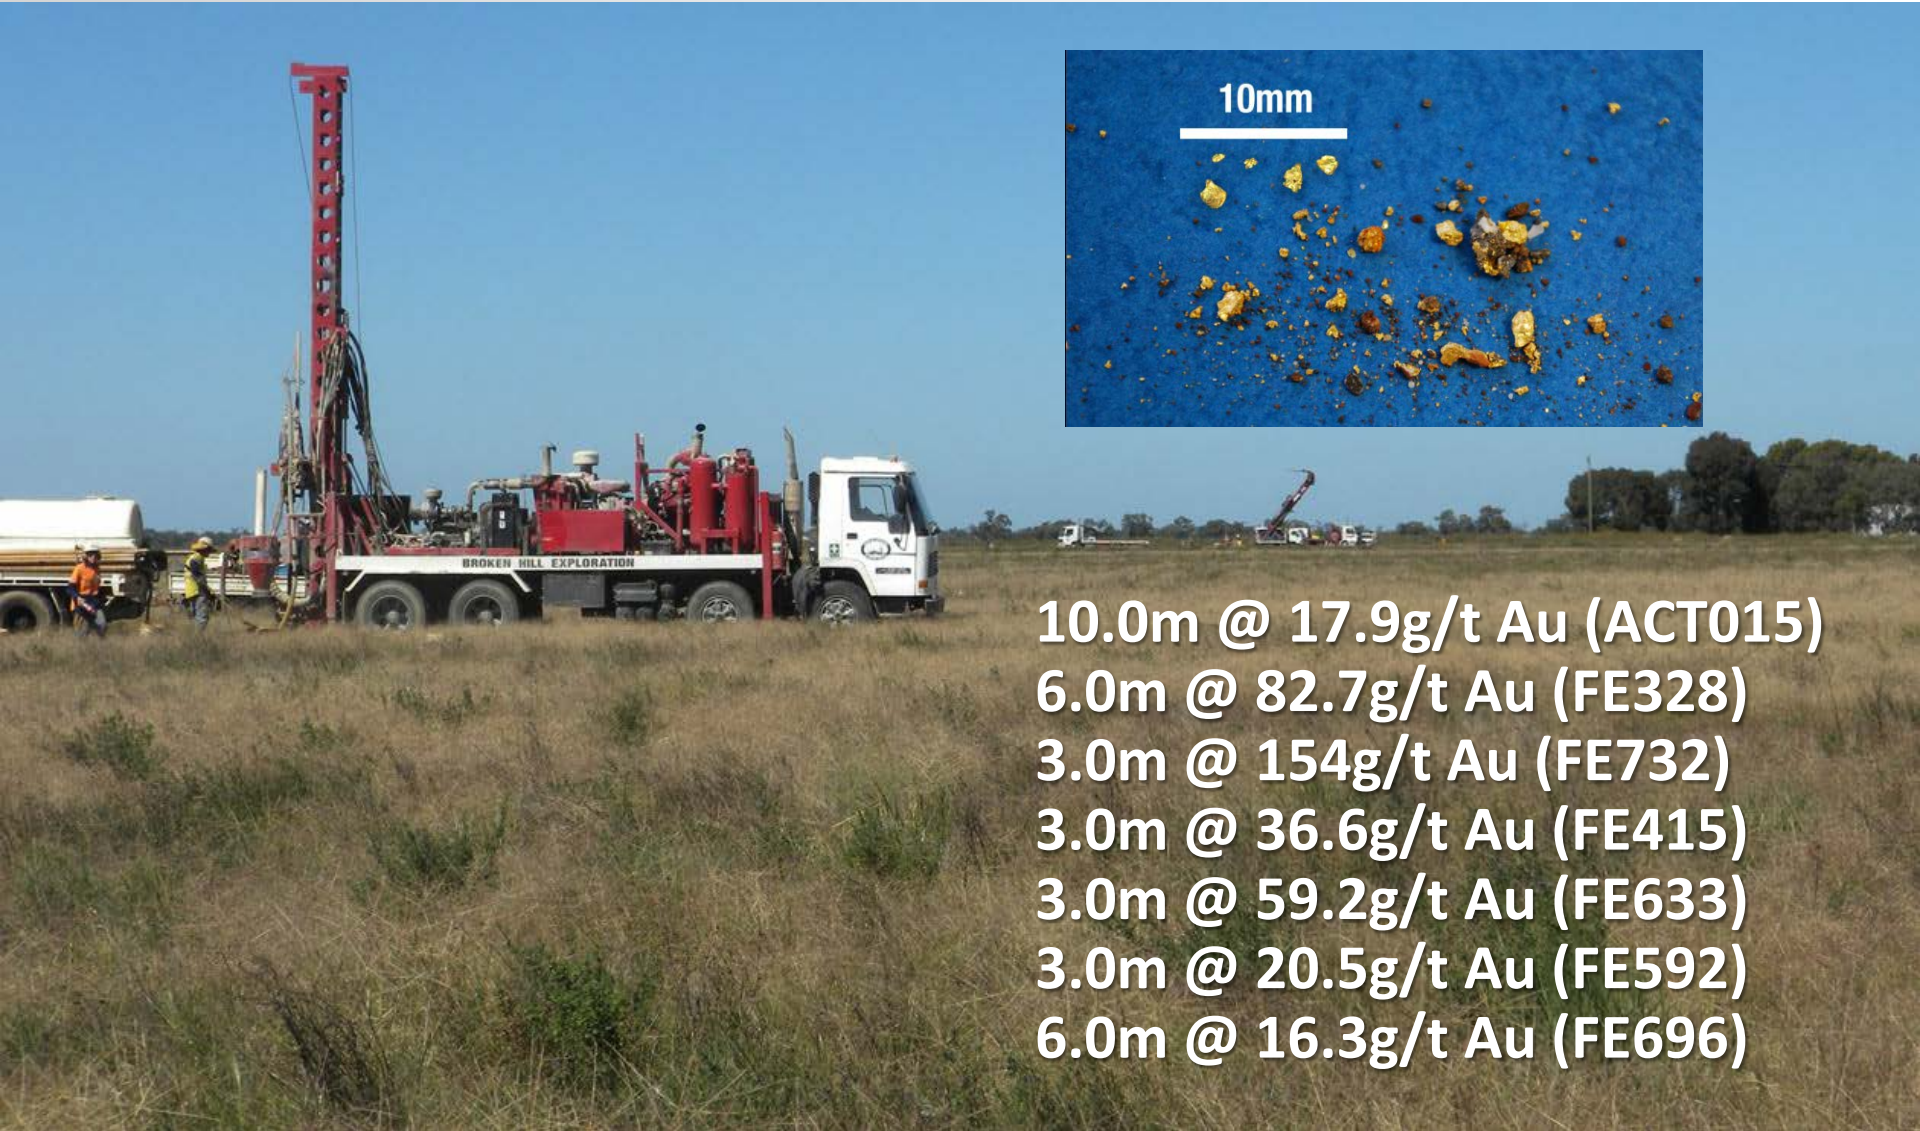 10mm
BROKEN HILL EXPLORATION
10.0m @ 17.9g/t Au (ACT015)
6.0m @ 82.7g/t Au (FE328)
3.0m @ 154g/t Au (FE732)
3.0m @ 36.6g/t Au (FE415)
3.0m @ 59.2g/t Au (FE633)
3.0m @ 20.5g/t Au (FE592)
6.0m @ 16.3g/t Au (FE696)